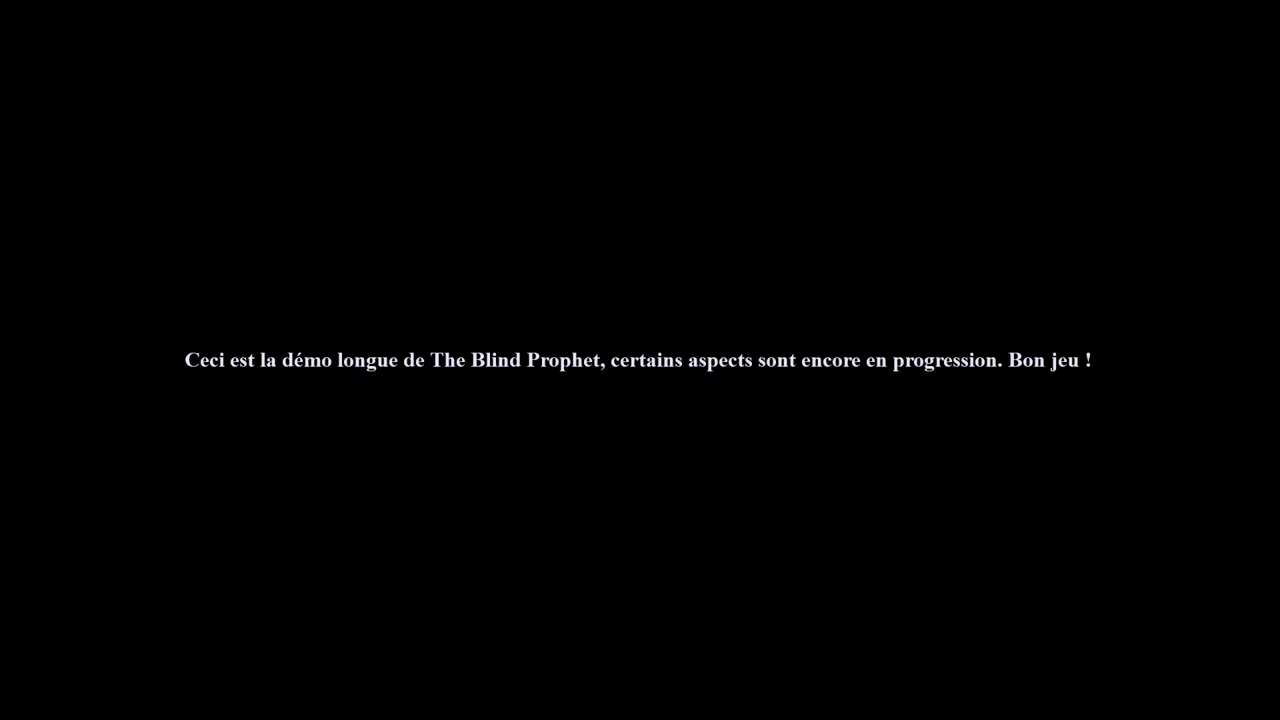 Ceci est la démo longue de The Blind Prophet, certains aspects sont encore en progression. Bon jeu !